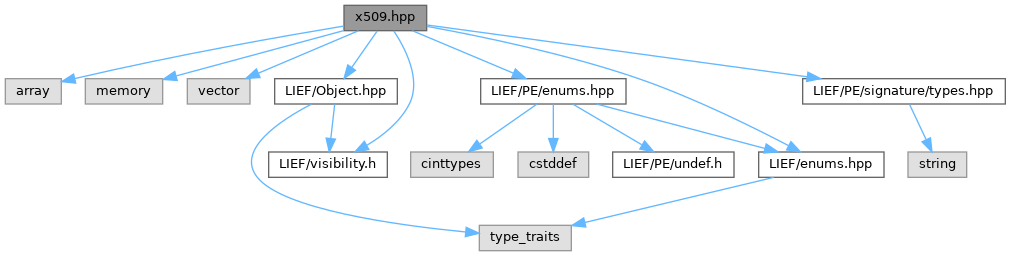 x509.hpp
array
memory
vector
LIEF/Object.hpp
LIEF/PE/enums.hpp
LIEF/PE/signature/types.hpp
LIEF/visibility.h
cinttypes
cstddef
LIEF/PE/undef.h
LIEF/enums.hpp
string
type_traits